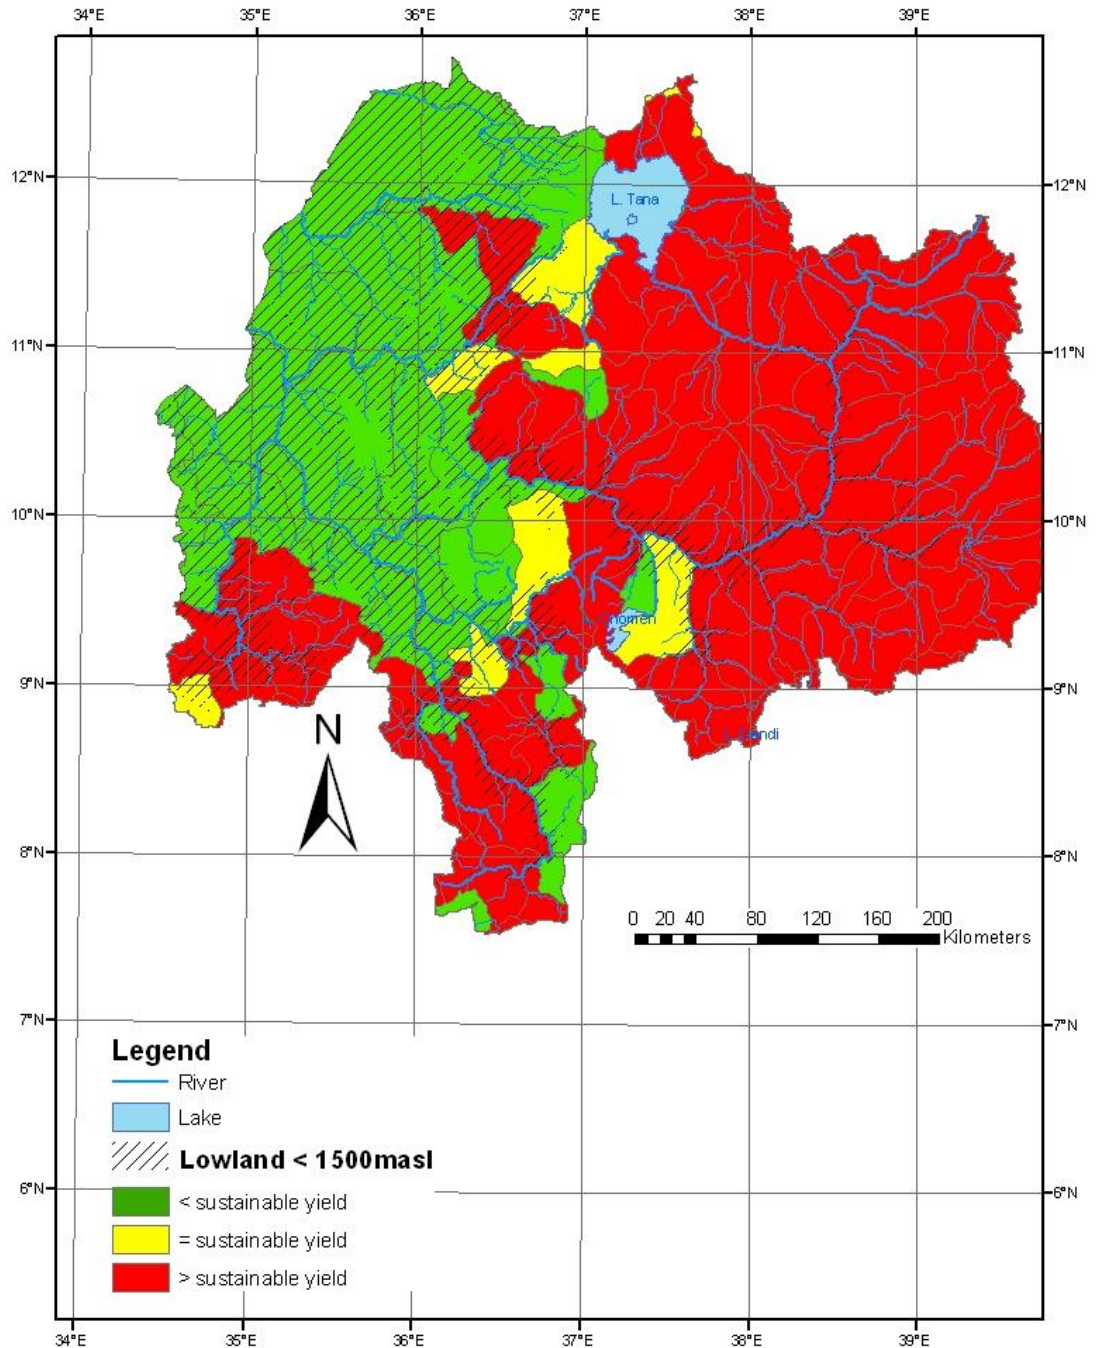 34°E 35°E 36°E 37°E 38°E 39°E
12°N 12°N
L. Tana
11°N 11°N
10°N 10°N
9°N 9°N
N
8°N 8°N
0 20 40 80 120 160 200
Kilometers
7°N 7°N
Legend
River
Lake
Lowland < 1500masl
6°N 6°N
< sustainable yield
= sustainable yield
> sustainable yield
34°E 35°E 36°E 37°E 38°E 39°E